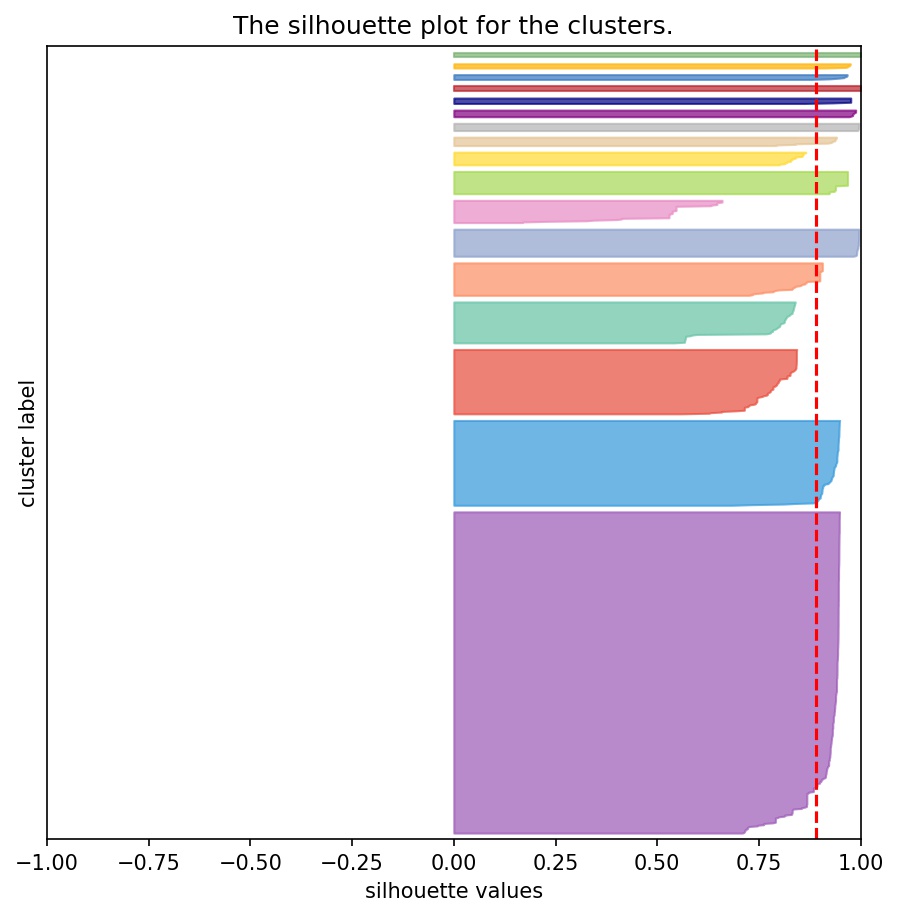 The silhouette plot for the clusters.
cluster label
−1.00 −0.75 −0.50 −0.25 0.00 0.25 0.50 0.75 1.00
silhouette values